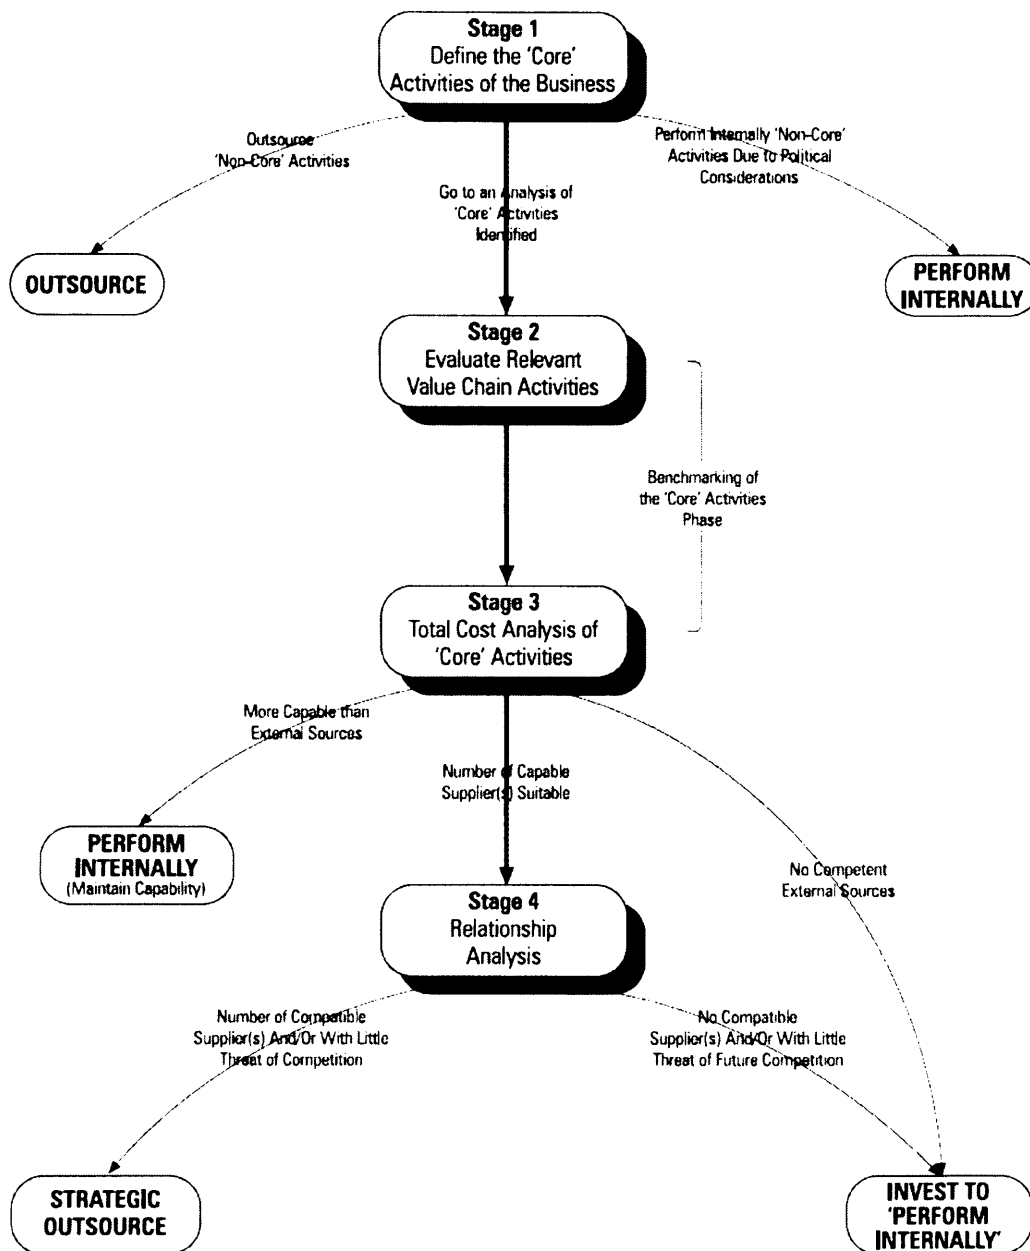 Stage 1
Define the 'Core'
Activities of the Business
Outsource
'Non-Core' Activities
Perform Internally 'Non-Core'
Activities Due to Political
Considerations
Go to an Analysis of
'Core' Activities
Identified
OUTSOURCE
PERFORM
INTERNALLY
Stage 2
Evaluate Relevant
Value Chain Activities
Benchmarking of
the 'Core' Activities
Phase
Stage 3
Total Cost Analysis of
'Core' Activities
More Capable than
External Sources
Number of Capable
Supplier(s) Suitable
PERFORM
INTERNALLY
(Maintain Capability)
No Competent
External Sources
Stage 4
Relationship
Analysis
Number of Compatible
Supplier(s) And/Or With Little
Threat of Competition
No Compatible
Supplier(s) And/Or With Little
Threat of Future Competition
STRATEGIC
OUTSOURCE
INVEST TO
'PERFORM
INTERNALLY'